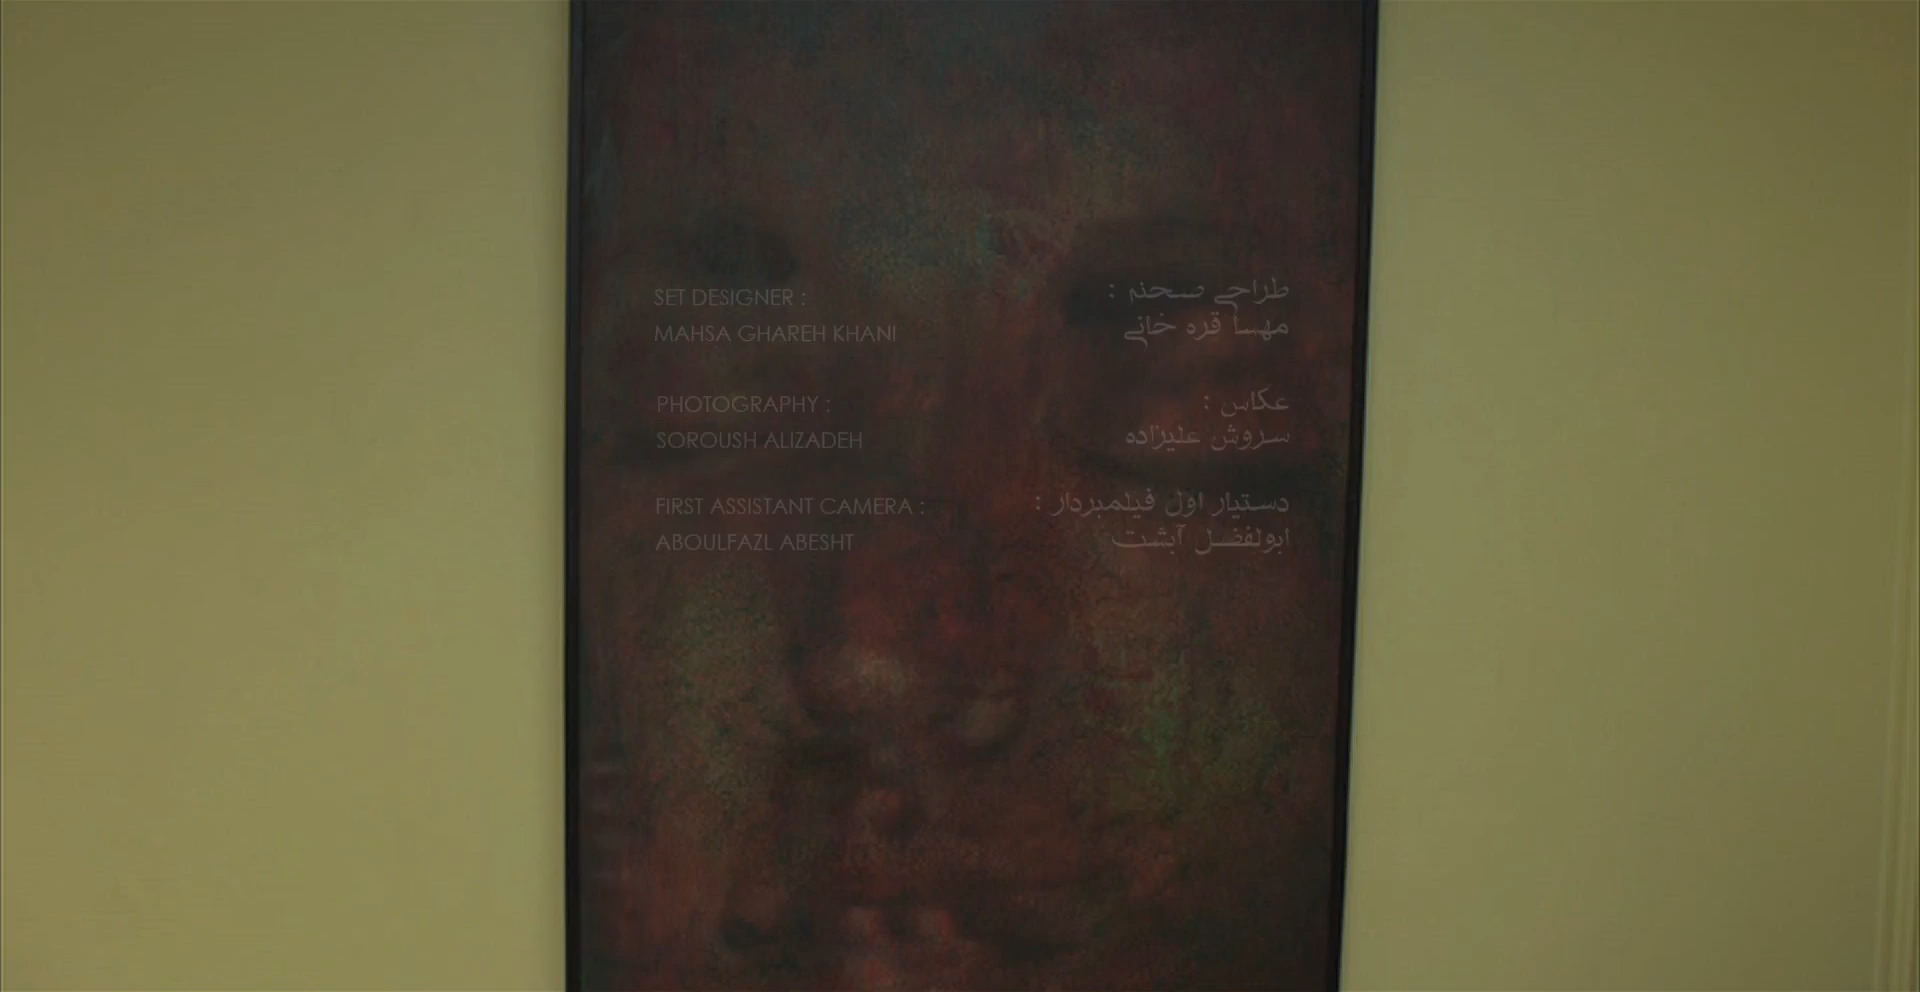 SET DESIGNER :
MAHSA GHAREH KHANI
PHOTOGRAPHY :
SOROUSH ALIZADEH
FIRST ASSISTANT CAMERA :
ABOULFAZL ABESHT
طراحی صحنه :
مهسا قره خانی
عکاس :
سروش علیزاده
دستیار اول فیلمبردار :
ابولفضل آبشت